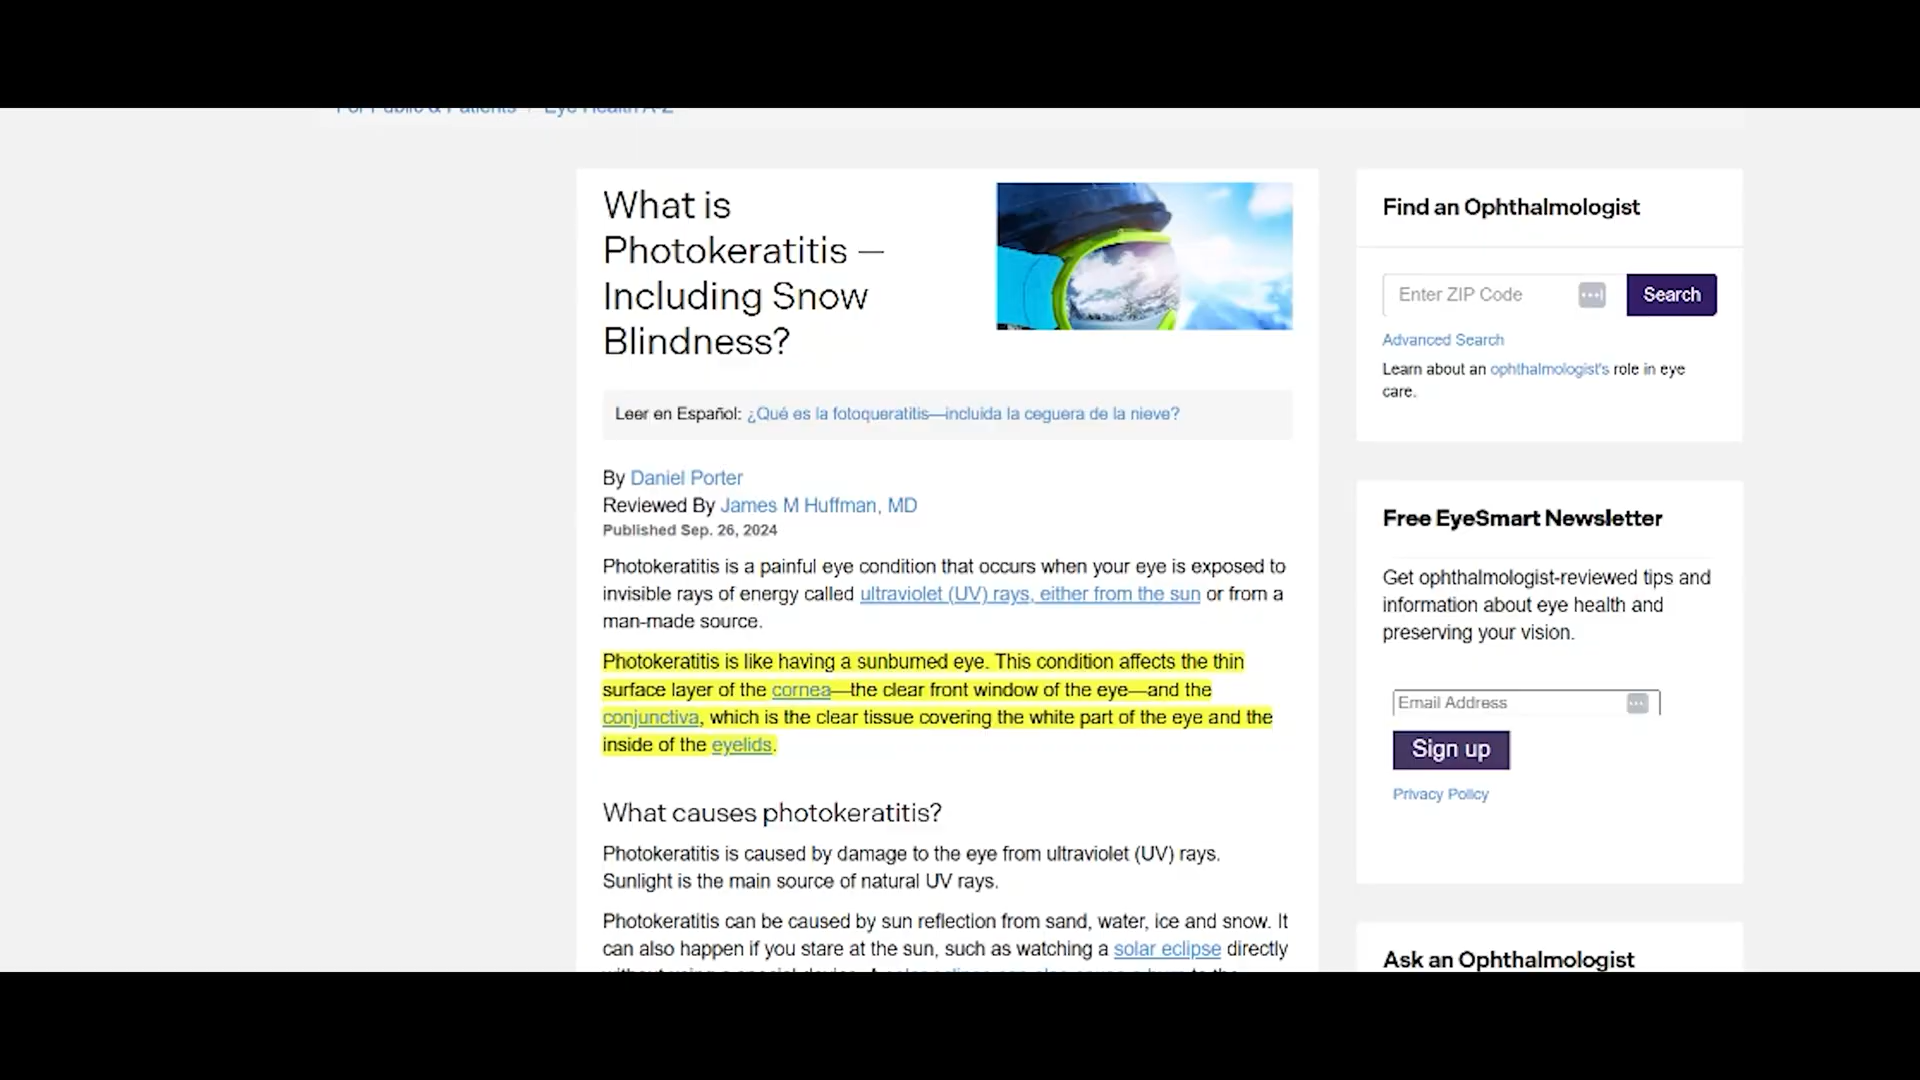 For Public & Patients / Eye Health A-Z
What is
Photokeratitis —
Including Snow
Blindness?
Leer en Español: ¿Qué es la fotoqueratitis—incluida la ceguera de la nieve?
By Daniel Porter
Reviewed By James M Huffman, MD
Published Sep. 26, 2024
Photokeratitis is a painful eye condition that occurs when your eye is exposed to
invisible rays of energy called ultraviolet (UV) rays, either from the sun or from a
man-made source.
Photokeratitis is like having a sunburned eye. This condition affects the thin
surface layer of the cornea—the clear front window of the eye—and the
conjunctiva, which is the clear tissue covering the white part of the eye and the
inside of the eyelids.
What causes photokeratitis?
Photokeratitis is caused by damage to the eye from ultraviolet (UV) rays.
Sunlight is the main source of natural UV rays.
Photokeratitis can be caused by sun reflection from sand, water, ice and snow. It
can also happen if you stare at the sun, such as watching a solar eclipse directly
Find an Ophthalmologist
Enter ZIP Code
Search
Advanced Search
Learn about an ophthalmologist's role in eye
care.
Free EyeSmart Newsletter
Get ophthalmologist-reviewed tips and
information about eye health and
preserving your vision.
Email Address
Sign up
Privacy Policy
Ask an Ophthalmologist